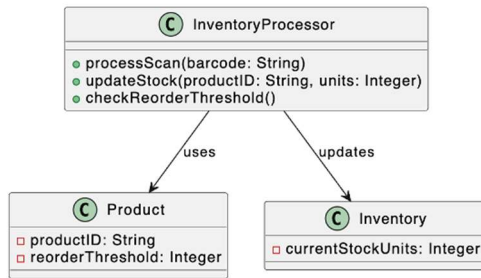 C InventoryProcessor
processScan(barcode: String)
updateStock(productID: String, units: Integer)
checkReorderThreshold()
uses
updates
C Product
productID: String
reorderThreshold: Integer
C Inventory
currentStockUnits: Integer